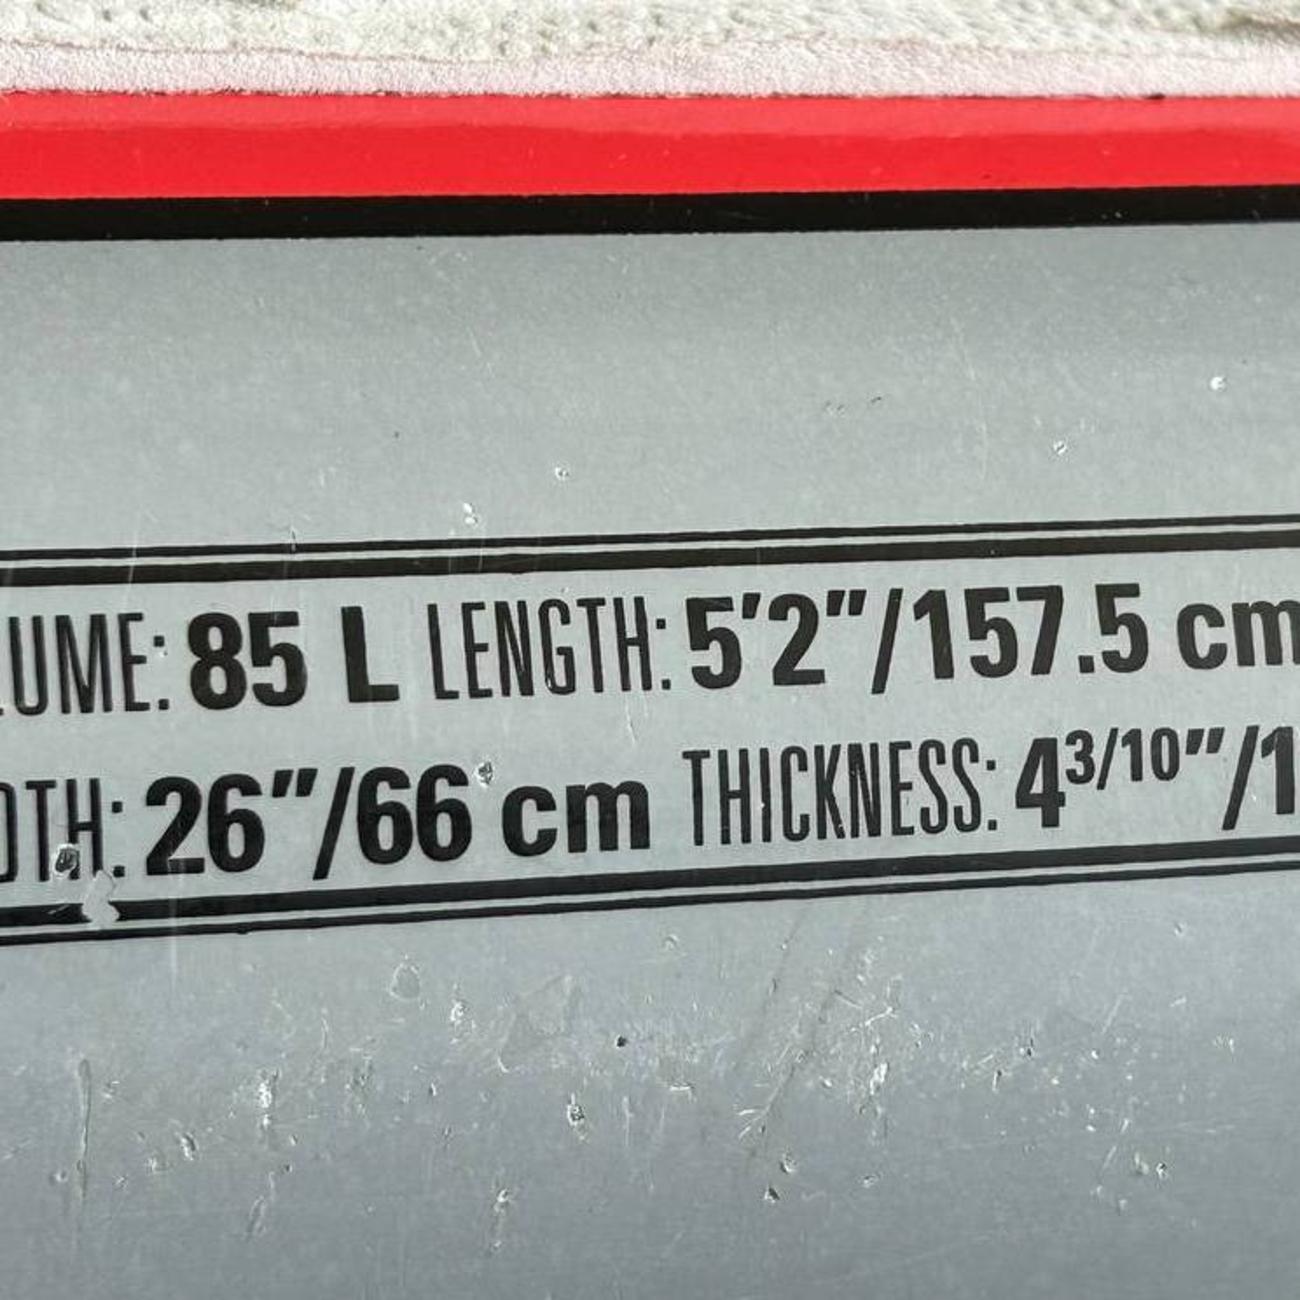 LUME: 85 L LENGTH: 5'2"/157.5 cm
DTH: 26"/66 cm THICKNESS: 4 3/10"/1